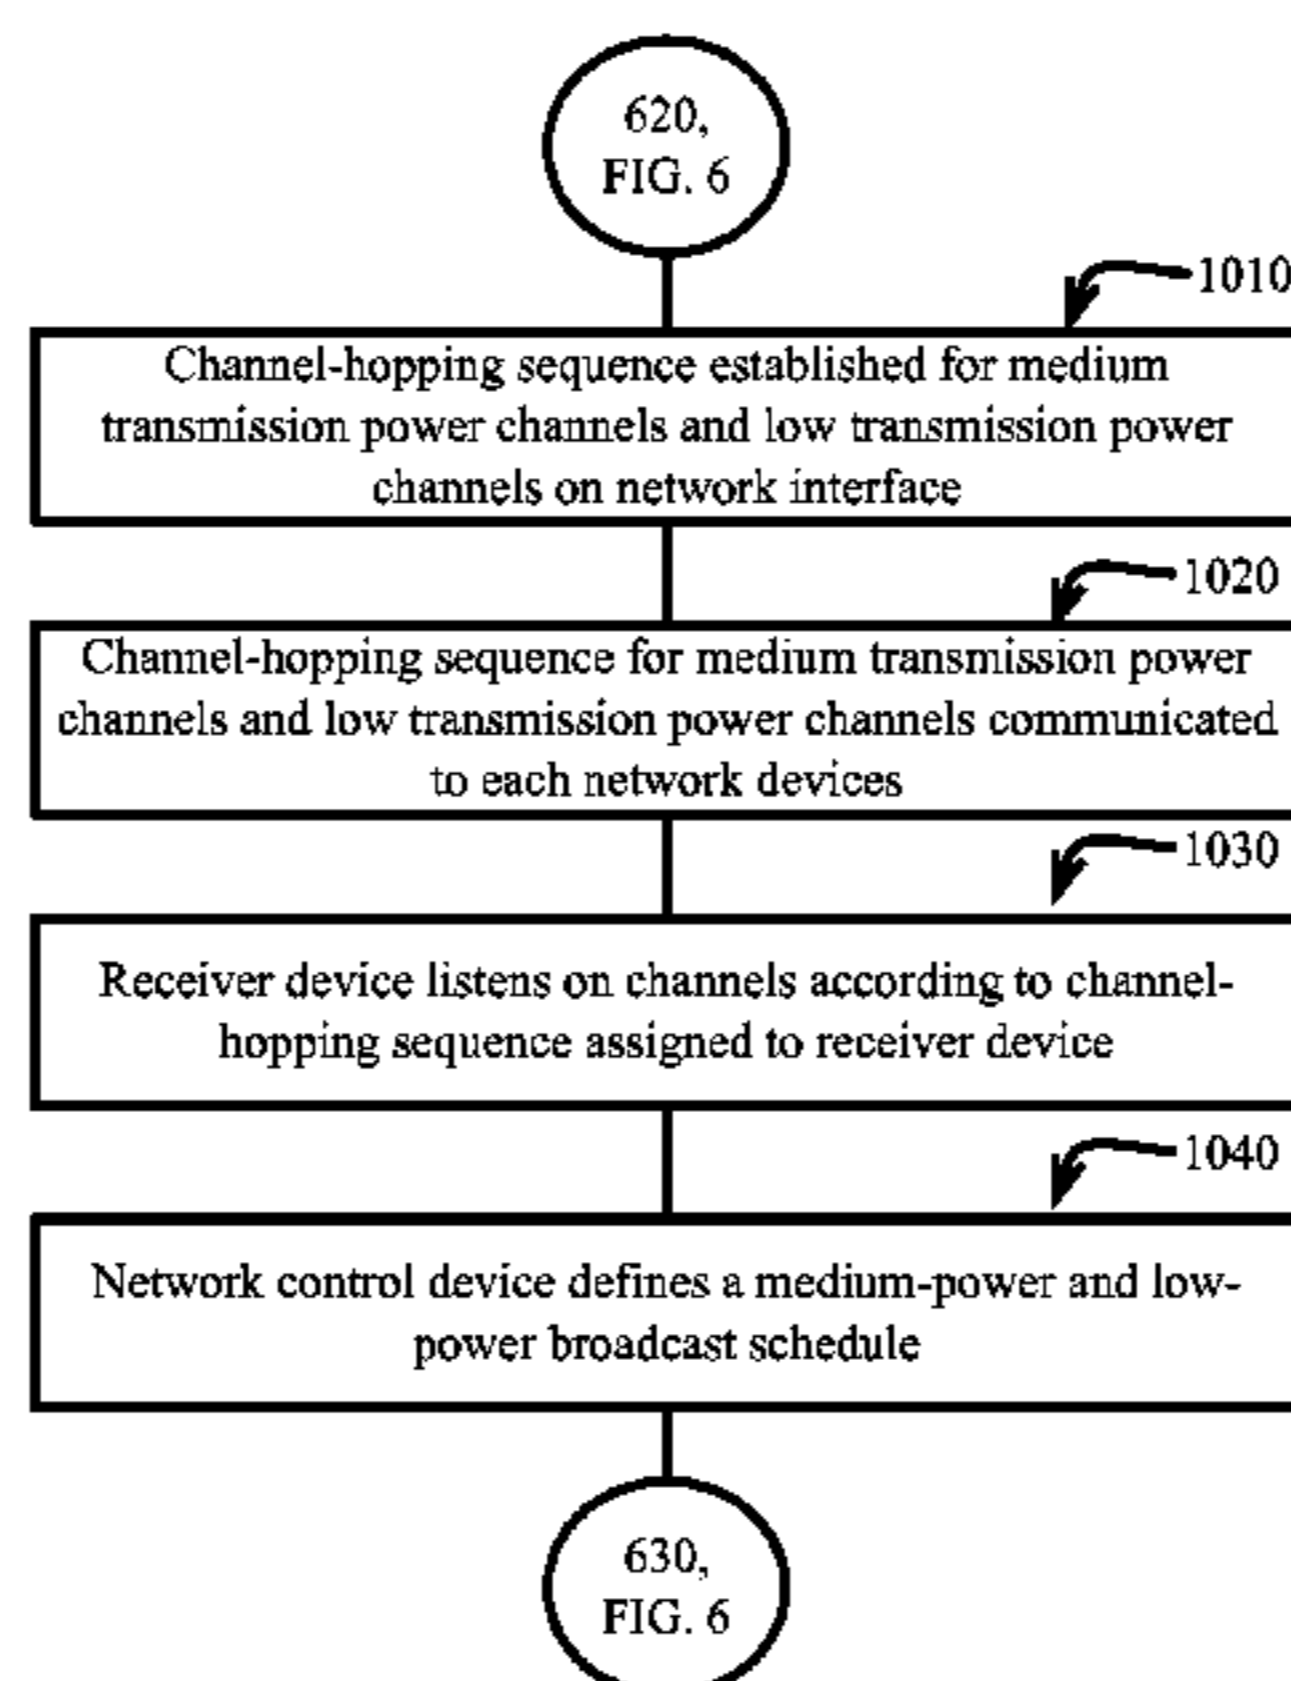 620,
FIG. 6
1010
Channel-hopping sequence established for medium
transmission power channels and low transmission power
channels on network interface
1020
Channel-hopping sequence for medium transmission power
channels and low transmission power channels communicated
to each network devices
1030
Receiver device listens on channels according to channel-
hopping sequence assigned to receiver device
1040
Network control device defines a medium-power and low-
power broadcast schedule
630,
FIG. 6